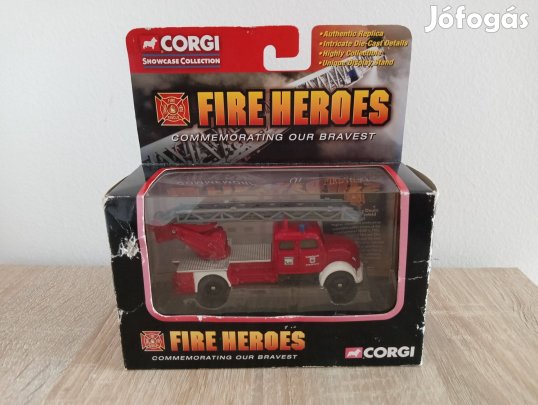 Jófogás
CORGI
SHOWCASE COLLECTION
•Authentic Replica
•Intricate Die-Cast Details
•Highly Collectible
•Unique Display Stand
FIRE HEROES
COMMEMORATING OUR BRAVEST
FIRE HEROES
COMMEMORATING OUR BRAVEST
CORGI